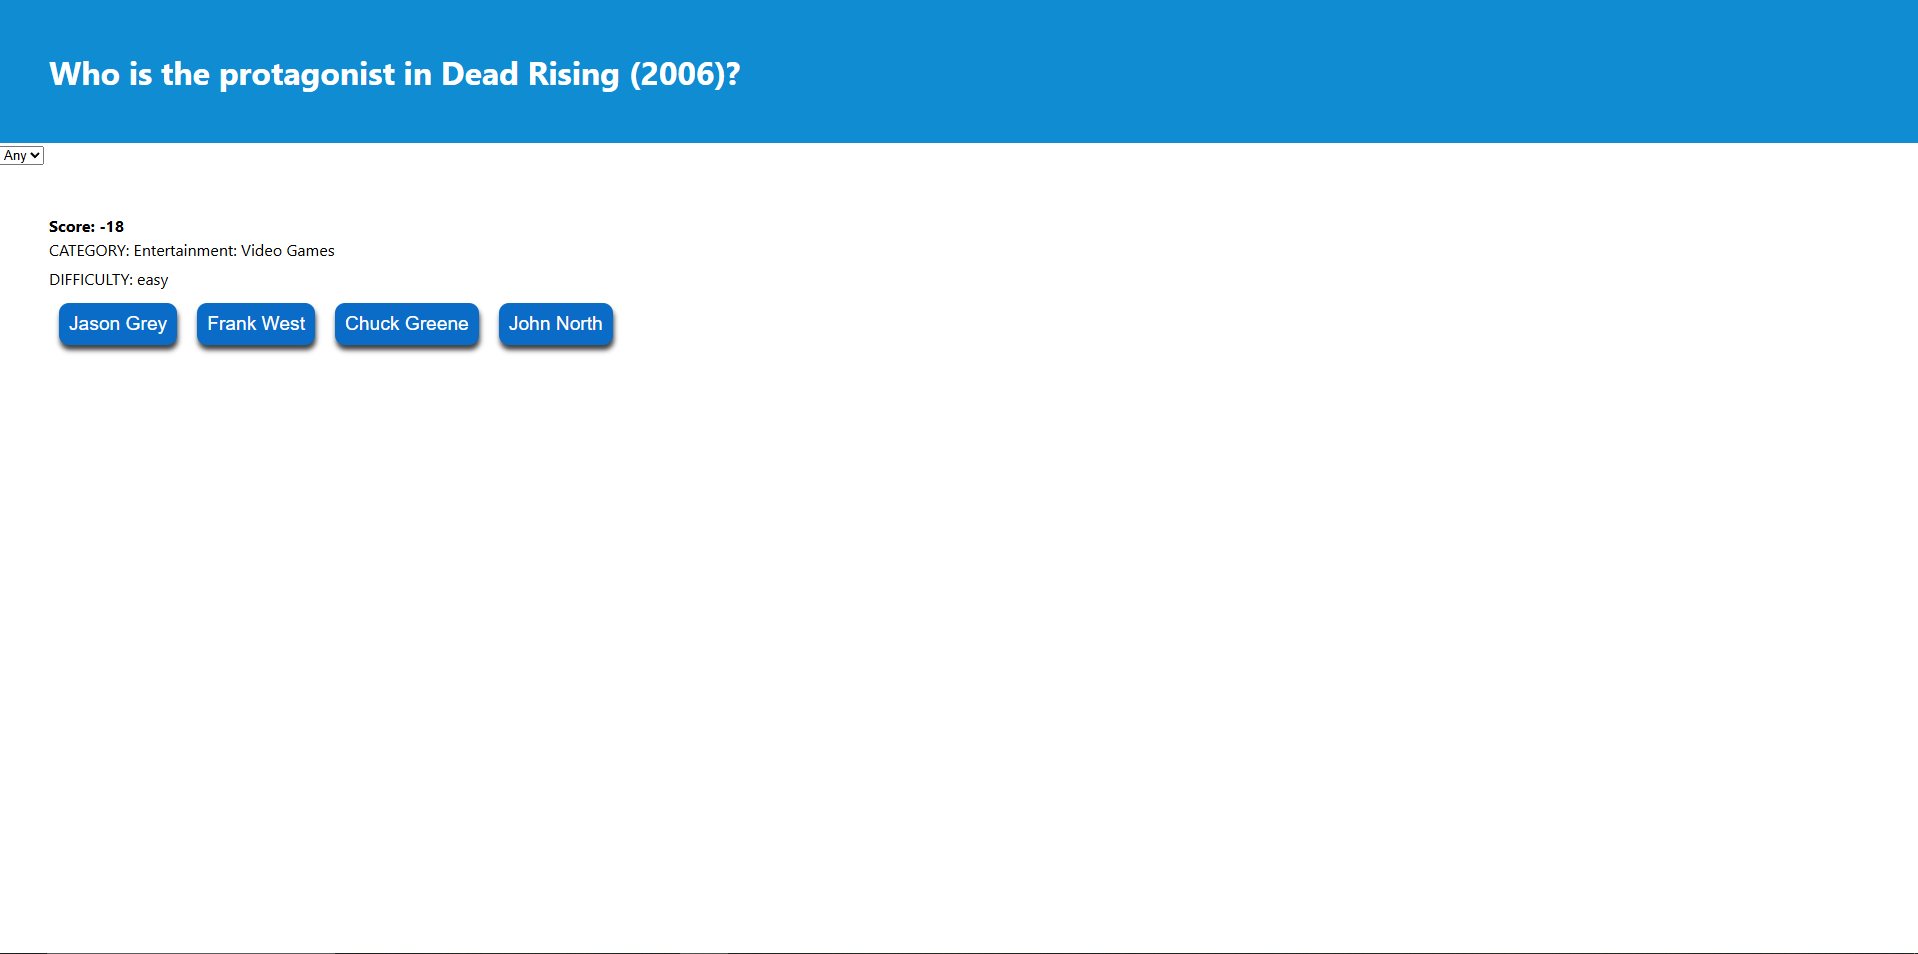 Who is the protagonist in Dead Rising (2006)?
Any
Score: -18
CATEGORY: Entertainment: Video Games
DIFFICULTY: easy
Jason Grey Frank West Chuck Greene John North